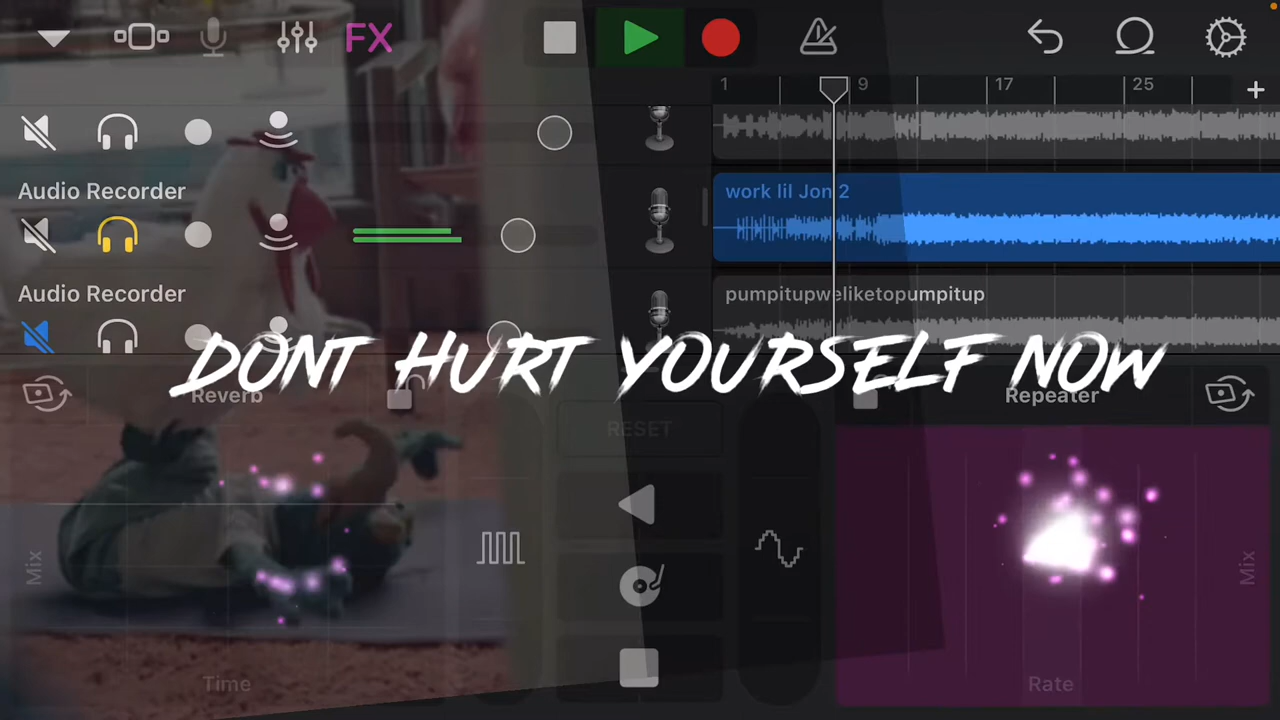 FX
1 9 17 25
Audio Recorder
work lil Jon 2
Audio Recorder
pumpitupweliketopumpitup
DONT HURT YOURSELF NOW
Reverb
Repeater
RESET
Mix
Mix
Time
Rate